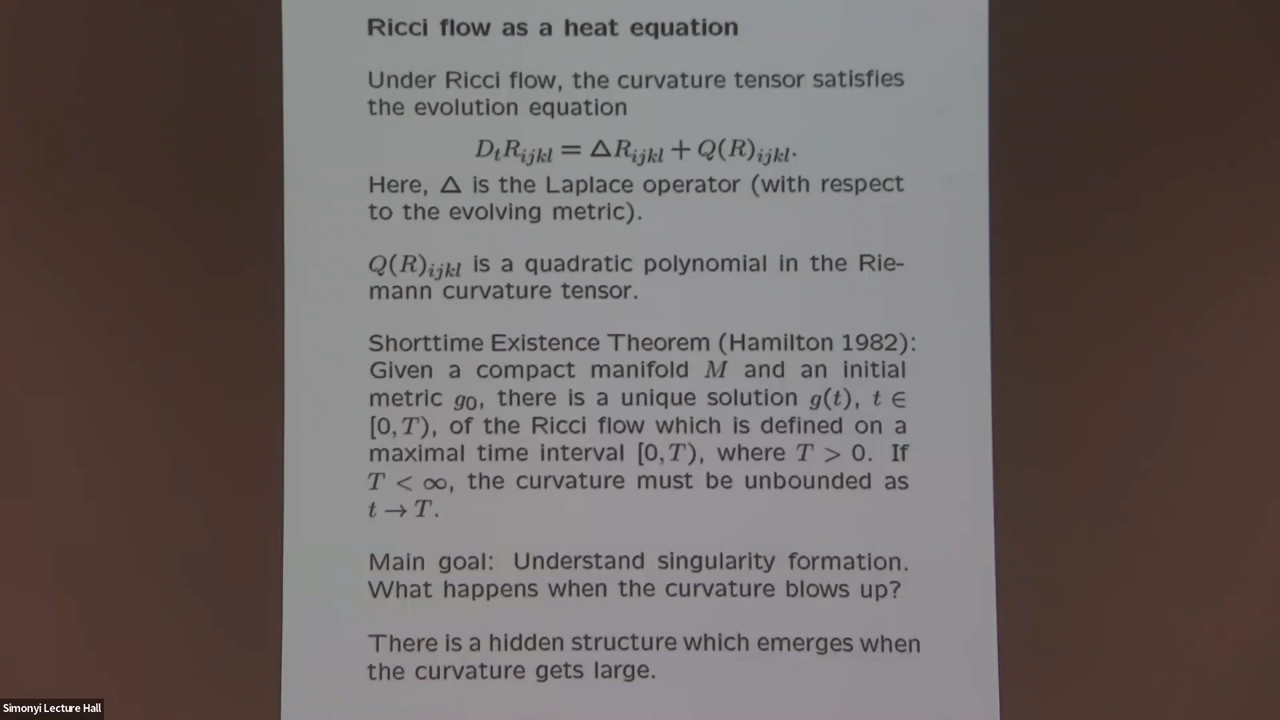 Ricci flow as a heat equation
Under Ricci flow, the curvature tensor satisfies
the evolution equation
D_t R_{ijkl} = ΔR_{ijkl} + Q(R)_{ijkl}.
Here, Δ is the Laplace operator (with respect
to the evolving metric).
Q(R)_{ijkl} is a quadratic polynomial in the Rie-
mann curvature tensor.
Shorttime Existence Theorem (Hamilton 1982):
Given a compact manifold M and an initial
metric g_0, there is a unique solution g(t), t ∈
[0, T), of the Ricci flow which is defined on a
maximal time interval [0, T), where T > 0. If
T < ∞, the curvature must be unbounded as
t → T.
Main goal: Understand singularity formation.
What happens when the curvature blows up?
There is a hidden structure which emerges when
the curvature gets large.
Simonyi Lecture Hall